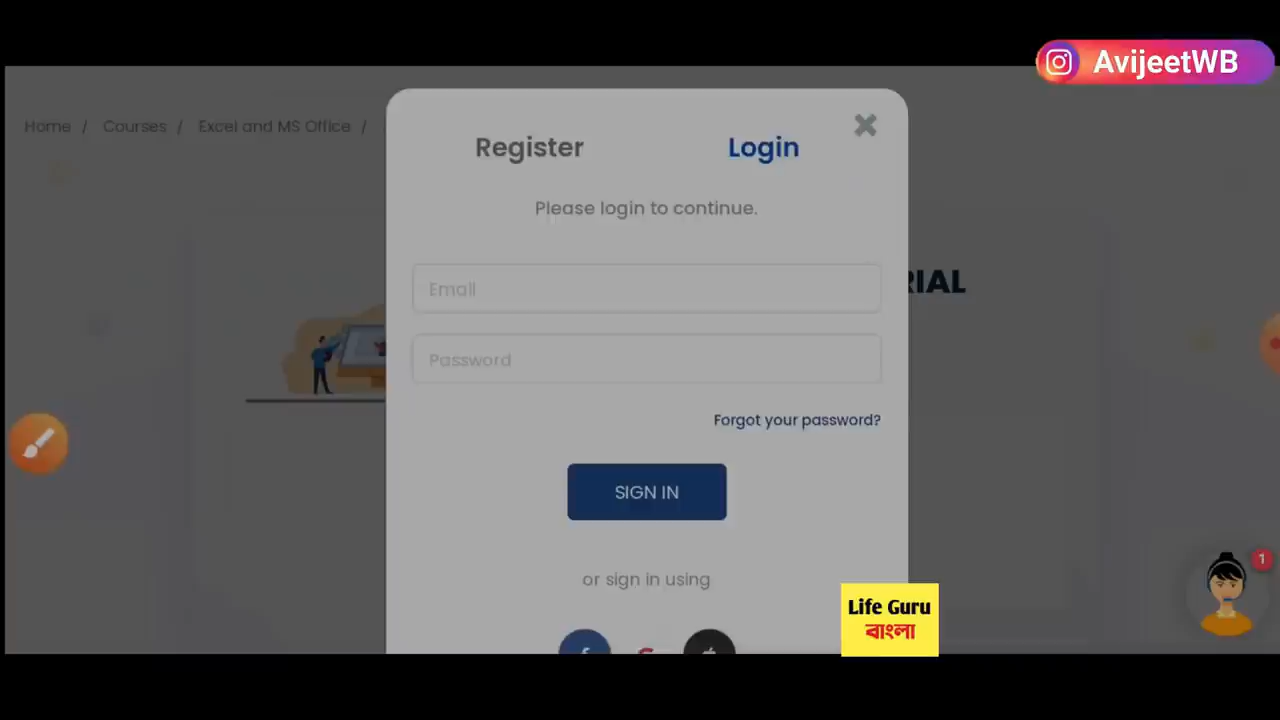 AvijeetWB
Home / Courses / Excel and MS Office /
Register
Login
Please login to continue.
Email
RIAL
Password
Forgot your password?
SIGN IN
1
or sign in using
Life Guru
বাংলা